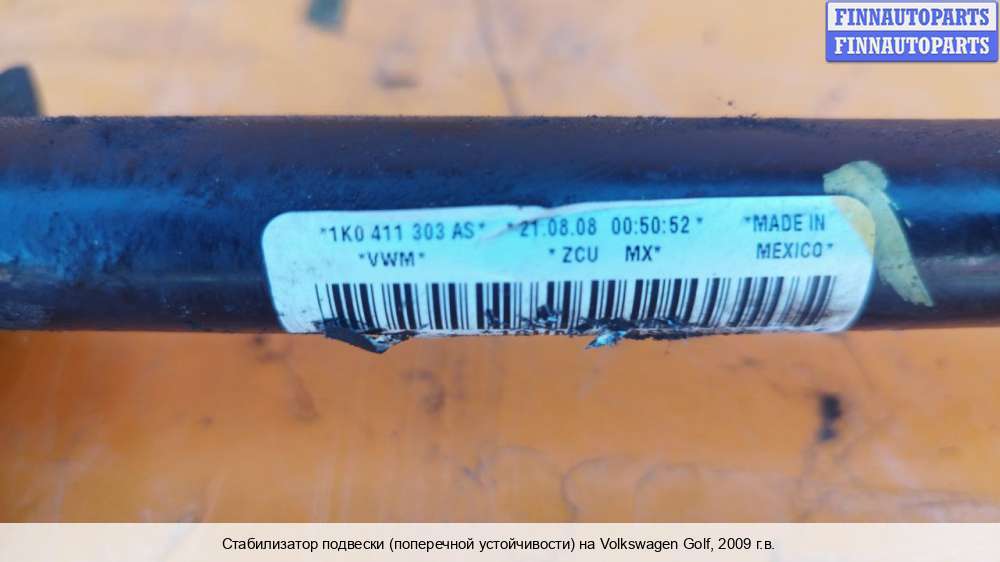 FINNAUTOPARTS
FINNAUTOPARTS
*1K0 411 303 AS* *21.08.08 00:50:52* *MADE IN
*VWM* *ZCU MX* MEXICO*
Стабилизатор подвески (поперечной устойчивости) на Volkswagen Golf, 2009 г.в.